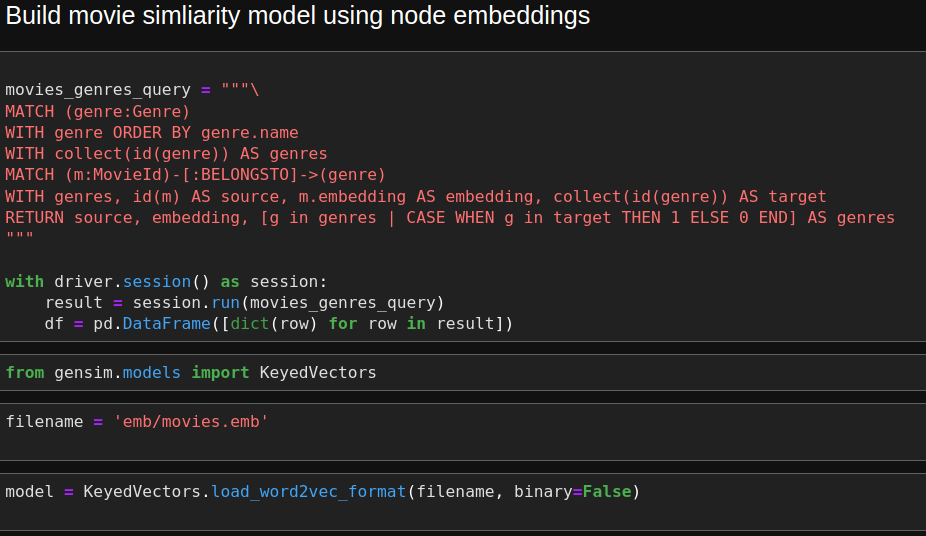 Build movie simliarity model using node embeddings
movies_genres_query = """\
MATCH (genre:Genre)
WITH genre ORDER BY genre.name
WITH collect(id(genre)) AS genres
MATCH (m:MovieId)-[:BELONGSTO]->(genre)
WITH genres, id(m) AS source, m.embedding AS embedding, collect(id(genre)) AS target
RETURN source, embedding, [g in genres | CASE WHEN g in target THEN 1 ELSE 0 END] AS genres
"""
with driver.session() as session:
    result = session.run(movies_genres_query)
    df = pd.DataFrame([dict(row) for row in result])
from gensim.models import KeyedVectors
filename = 'emb/movies.emb'
model = KeyedVectors.load_word2vec_format(filename, binary=False)